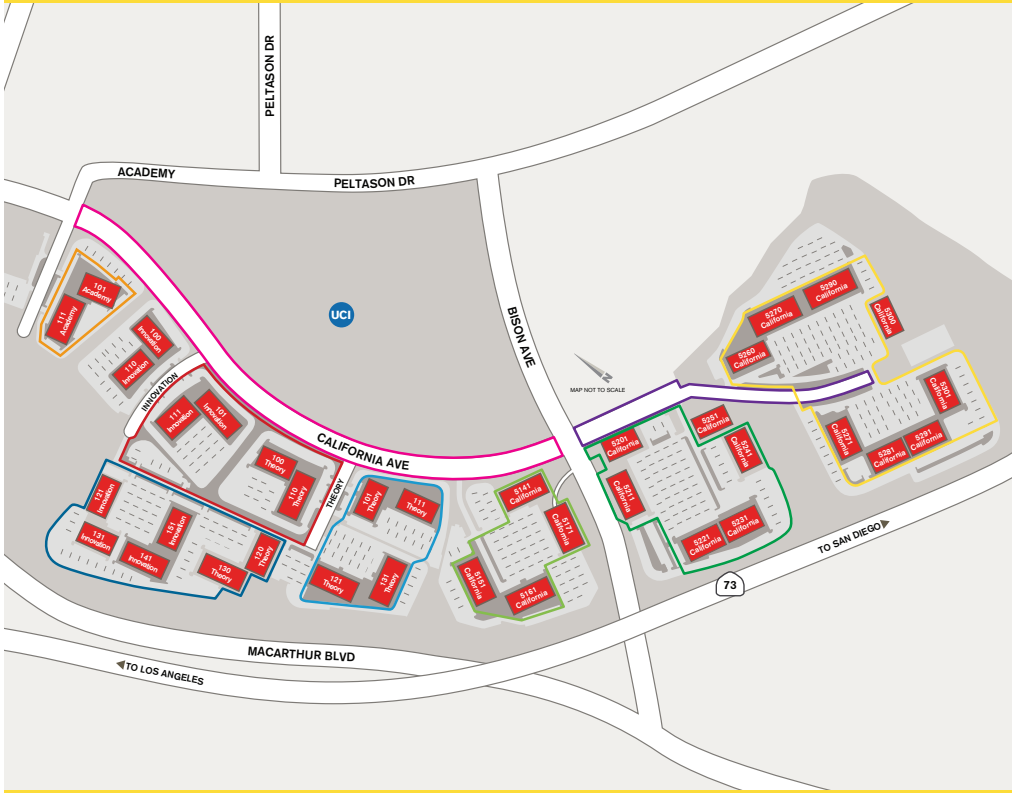 PELTASON DR
ACADEMY
PELTASON DR
101
Academy
111
Academy
100
Innovation
110
Innovation
INNOVATION
111
Innovation
101
Innovation
UCI
BISON AVE
N
MAP NOT TO SCALE
5290
California
5270
California
5260
California
5300
California
5301
California
5271
California
5281
California
5291
California
CALIFORNIA AVE
100
Theory
110
Theory
THEORY
101
Theory
111
Theory
121
Theory
131
Theory
121
Innovation
131
Innovation
141
Innovation
151
Innovation
130
Theory
120
Theory
5141
California
5171
California
5151
California
5161
California
5201
California
5251
California
5241
California
5211
California
5221
California
5231
California
TO SAN DIEGO
73
MACARTHUR BLVD
TO LOS ANGELES